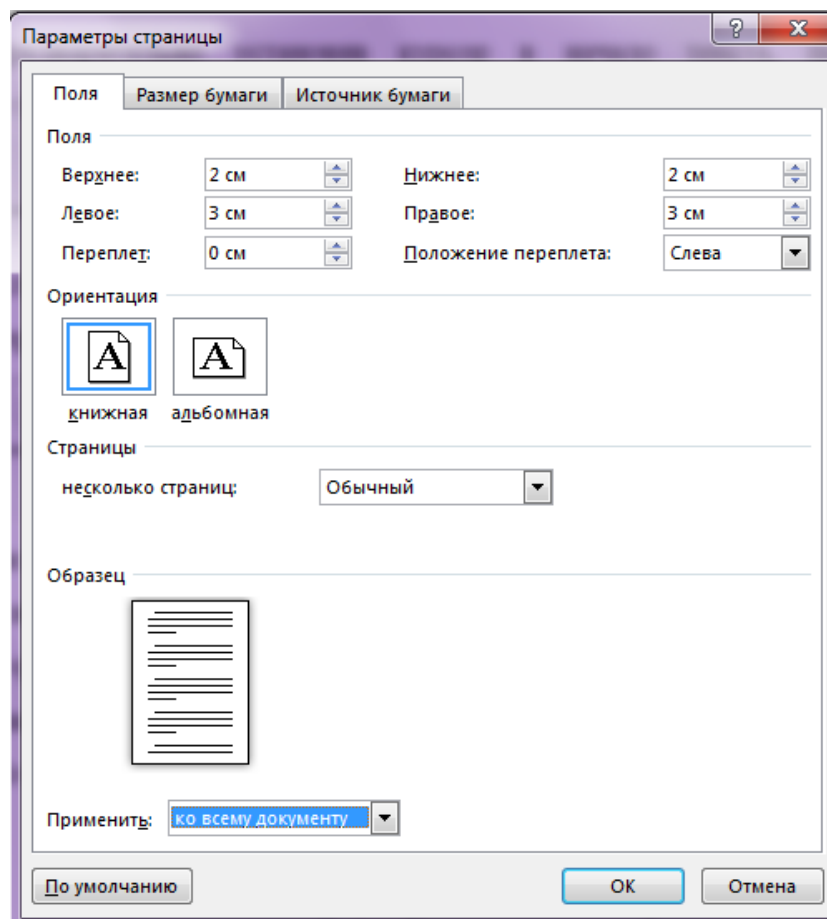 Параметры страницы
Поля Размер бумаги Источник бумаги
Поля
Верхнее: 2 см Нижнее: 2 см
Левое: 3 см Правое: 3 см
Переплет: 0 см Положение переплета: Слева
Ориентация
A A
книжная альбомная
Страницы
несколько страниц: Обычный
Образец
Применить: ко всему документу
По умолчанию ОК Отмена